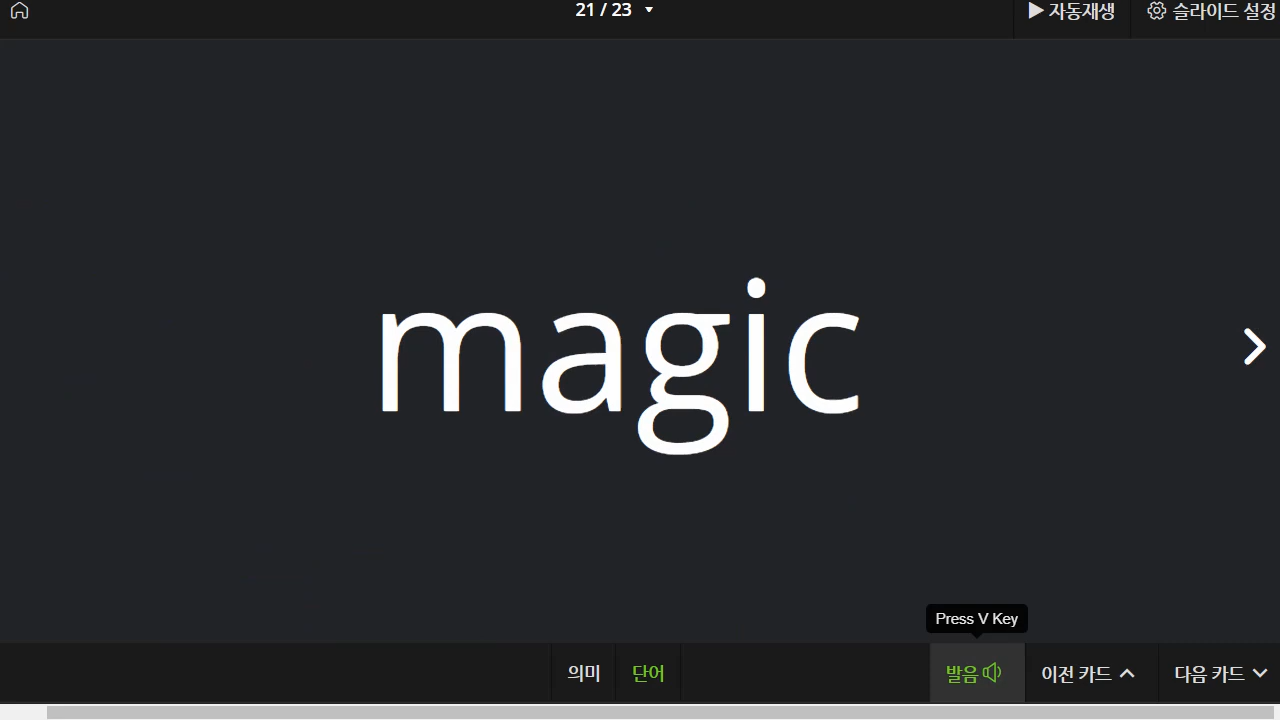 21 / 23
자동재생
슬라이드 설정
magic
Press V Key
의미
단어
발음
이전 카드
다음 카드